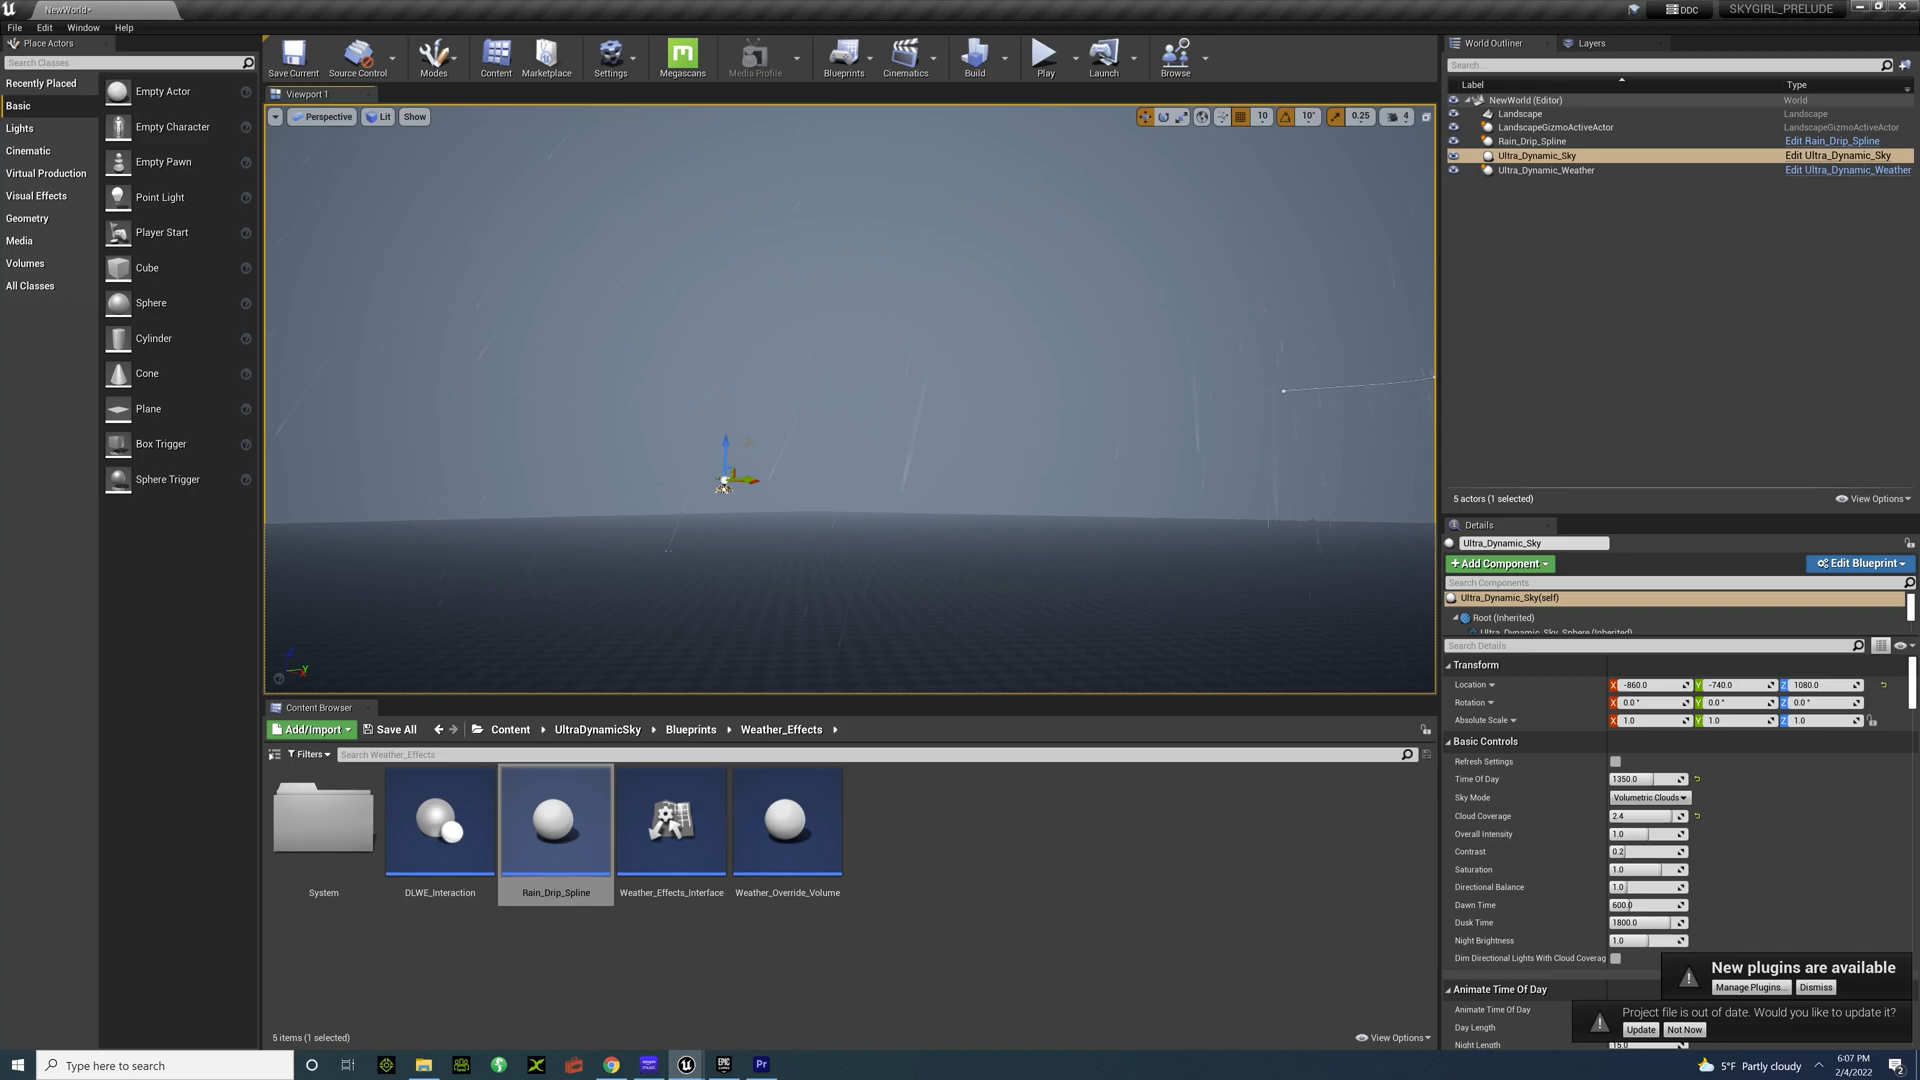 NewWorld*
DDC
SKYGIRL_PRELUDE
File Edit Window Help
Place Actors
Search Classes
Recently Placed
Basic
Lights
Cinematic
Virtual Production
Visual Effects
Geometry
Media
Volumes
All Classes
Empty Actor
Empty Character
Empty Pawn
Point Light
Player Start
Cube
Sphere
Cylinder
Cone
Plane
Box Trigger
Sphere Trigger
Save Current Source Control Modes Content Marketplace Settings Megascans Media Profile Blueprints Cinematics Build Play Launch Browse
Viewport 1
Perspective Lit Show
10 10° 0.25 4
Content Browser
Add/Import Save All Content UltraDynamicSky Blueprints Weather_Effects
Filters Search Weather_Effects
System
DLWE_Interaction
Rain_Drip_Spline
Weather_Effects_Interface
Weather_Override_Volume
5 items (1 selected)
View Options
World Outliner Layers
Search...
Label Type
NewWorld (Editor) World
Landscape Landscape
LandscapeGizmoActiveActor LandscapeGizmoActiveActor
Rain_Drip_Spline Edit Rain_Drip_Spline
Ultra_Dynamic_Sky Edit Ultra_Dynamic_Sky
Ultra_Dynamic_Weather Edit Ultra_Dynamic_Weather
5 actors (1 selected)
View Options
Details
Ultra_Dynamic_Sky
+Add Component Edit Blueprint
Search Components
Ultra_Dynamic_Sky(self)
Root (Inherited)
Ultra_Dynamic_Sky_Sphere (Inherited)
Search Details
Transform
Location X -860.0 Y -740.0 Z 1080.0
Rotation X 0.0° Y 0.0° Z 0.0°
Absolute Scale X 1.0 Y 1.0 Z 1.0
Basic Controls
Refresh Settings
Time Of Day 1350.0
Sky Mode Volumetric Clouds
Cloud Coverage 2.4
Overall Intensity 1.0
Contrast 0.2
Saturation 1.0
Directional Balance 1.0
Dawn Time 600.0
Dusk Time 1800.0
Night Brightness 1.0
Dim Directional Lights With Cloud Coverag
Animate Time Of Day
Animate Time Of Day
Day Length
Night Length 15.0
New plugins are available
Manage Plugins... Dismiss
Project file is out of date. Would you like to update it?
Update Not Now
Type here to search
5°F Partly cloudy
6:07 PM
2/4/2022
2